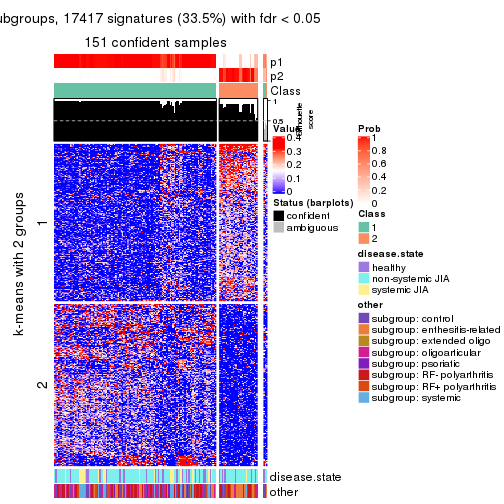 ubgroups, 17417 signatures (33.5%) with fdr < 0.05
151 confident samples
p1
p2
Class
1
0.5
0
silhouette
score
k-means with 2 groups
1
2
disease.state
other
Value
0.4
0.3
0.2
0.1
0
Status (barplots)
confident
ambiguous
Prob
1
0.8
0.6
0.4
0.2
0
Class
1
2
disease.state
healthy
non-systemic JIA
systemic JIA
other
subgroup: control
subgroup: enthesitis-related
subgroup: extended oligo
subgroup: oligoarticular
subgroup: psoriatic
subgroup: RF- polyarthritis
subgroup: RF+ polyarthritis
subgroup: systemic